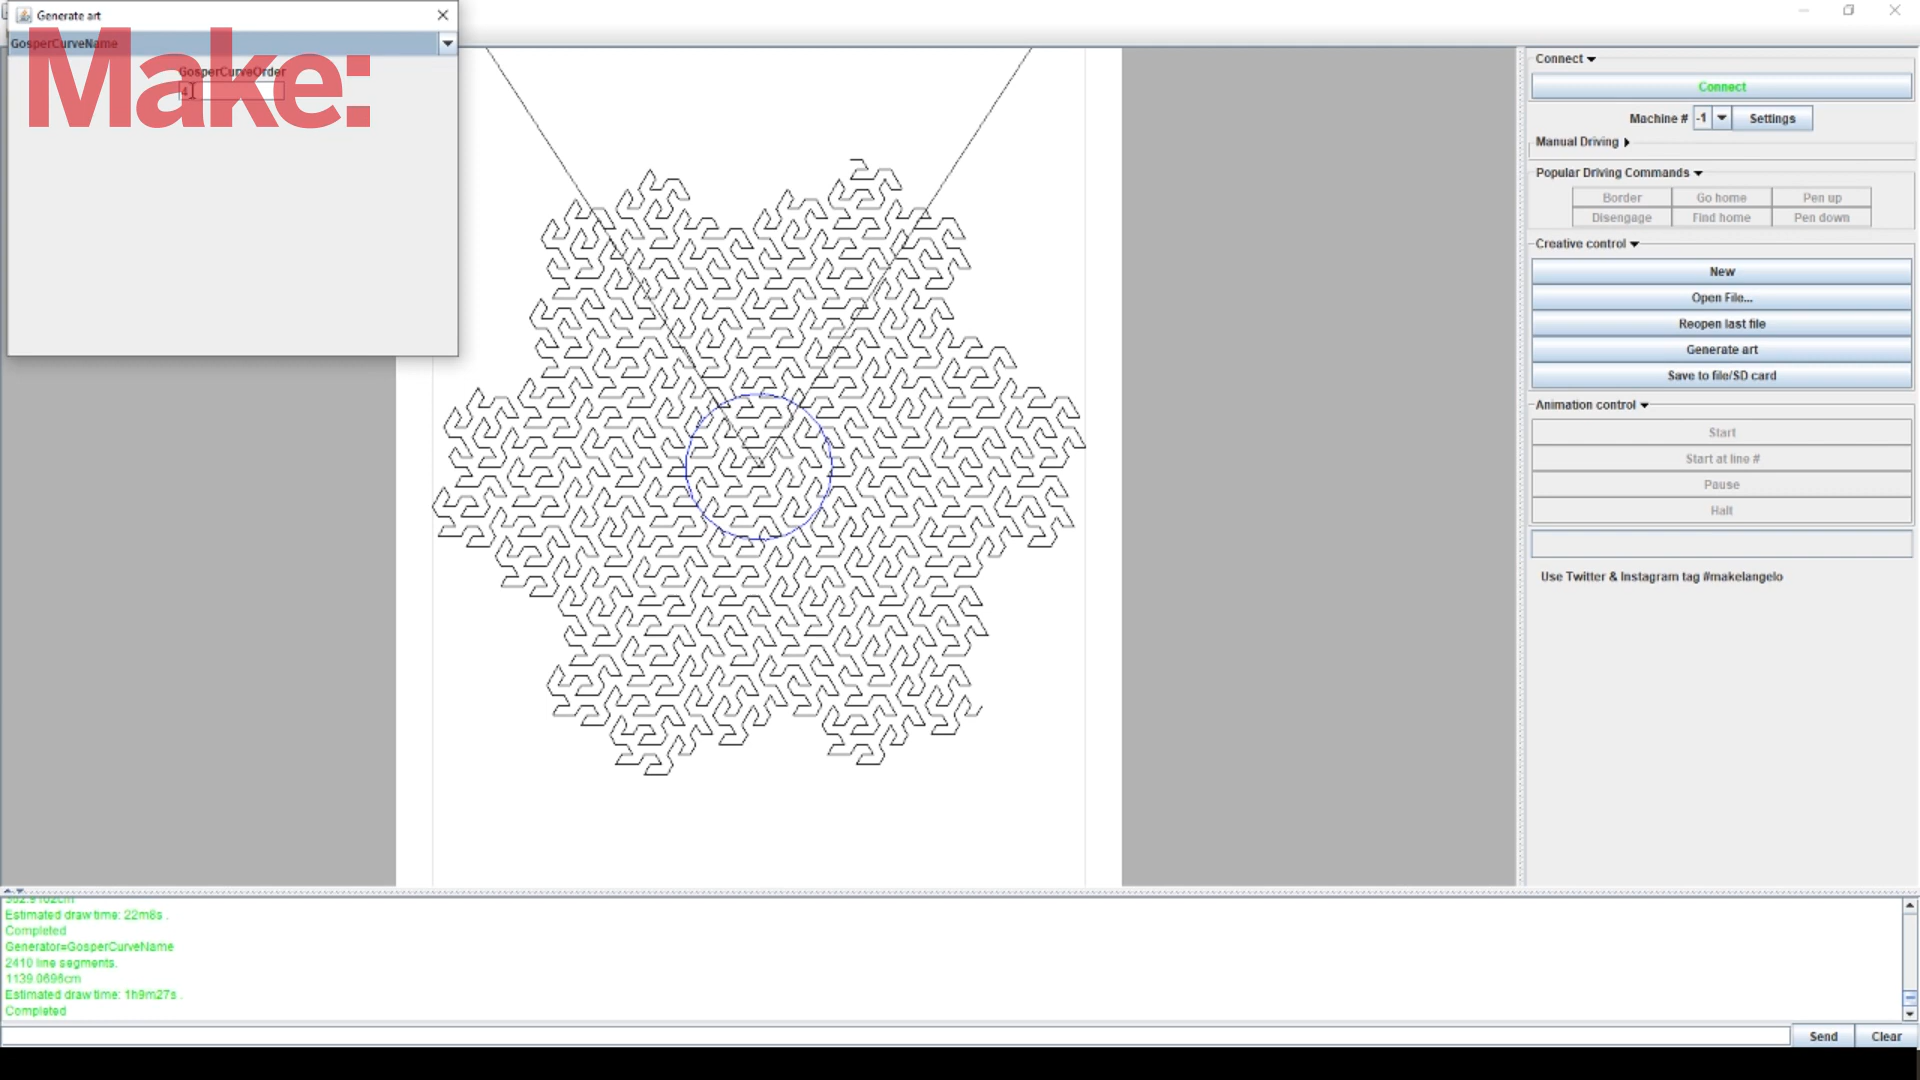 Generate art
GosperCurveName
Make:
GosperCurveOrder
4
Connect
Connect
Machine # -1 Settings
Manual Driving
Popular Driving Commands
Border Go home Pen up
Disengage Find home Pen down
Creative control
New
Open File...
Reopen last file
Generate art
Save to file/SD card
Animation control
Start
Start at line #
Pause
Halt
Use Twitter & Instagram tag #makelangelo
Estimated draw time: 22m8s .
Completed
Generator=GosperCurveName
2410 line segments.
1139.0695cm
Estimated draw time: 1h9m27s .
Completed
Send Clear